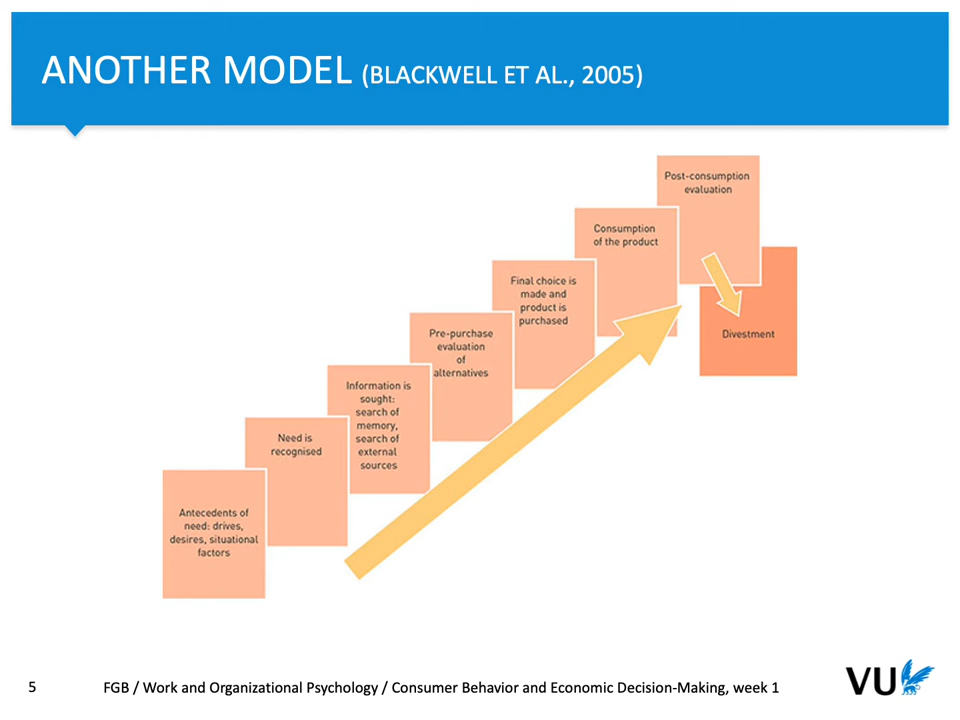 ANOTHER MODEL (BLACKWELL ET AL., 2005)
Antecedents of
need: drives,
desires, situational
factors
Need is
recognised
Information is
sought:
search of
memory,
search of
external
sources
Pre-purchase
evaluation
of
alternatives
Final choice is
made and
product is
purchased
Consumption
of the product
Post-consumption
evaluation
Divestment
5
FGB / Work and Organizational Psychology / Consumer Behavior and Economic Decision-Making, week 1
VU